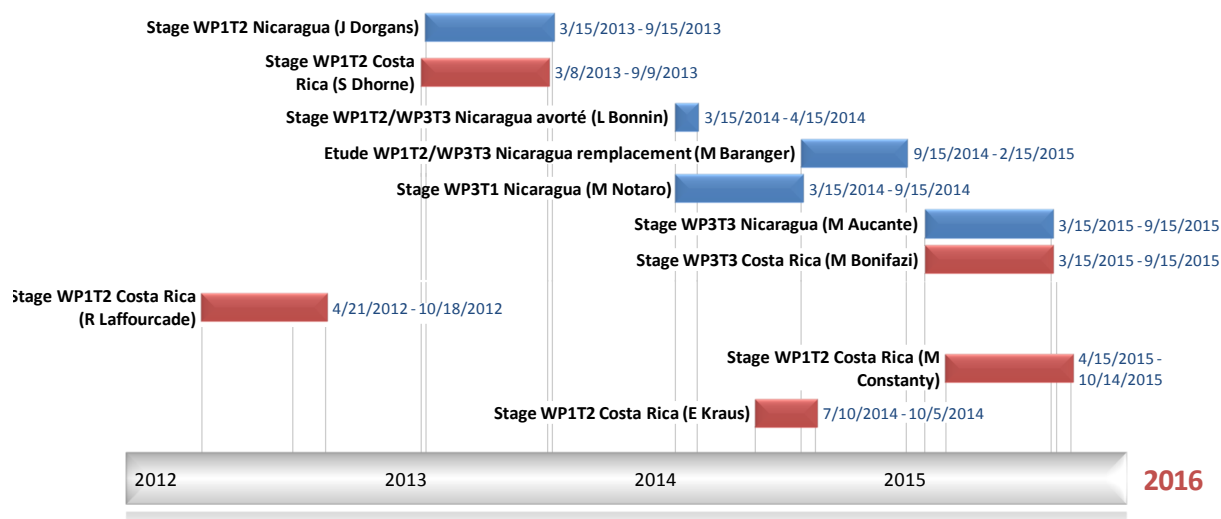 Stage WP1T2 Nicaragua (J Dorgans) 3/15/2013 - 9/15/2013
Stage WP1T2 Costa
Rica (S Dhorne) 3/8/2013 - 9/9/2013
Stage WP1T2/WP3T3 Nicaragua avorté (L Bonnin) 3/15/2014 - 4/15/2014
Etude WP1T2/WP3T3 Nicaragua remplacement (M Baranger) 9/15/2014 - 2/15/2015
Stage WP3T1 Nicaragua (M Notaro) 3/15/2014 - 9/15/2014
Stage WP3T3 Nicaragua (M Aucante) 3/15/2015 - 9/15/2015
Stage WP3T3 Costa Rica (M Bonifazi) 3/15/2015 - 9/15/2015
Stage WP1T2 Costa Rica
(R Laffourcade) 4/21/2012 - 10/18/2012
Stage WP1T2 Costa Rica (M
Constanty)
4/15/2015 -
10/14/2015
Stage WP1T2 Costa Rica (E Kraus) 7/10/2014 - 10/5/2014
2012 2013 2014 2015 2016